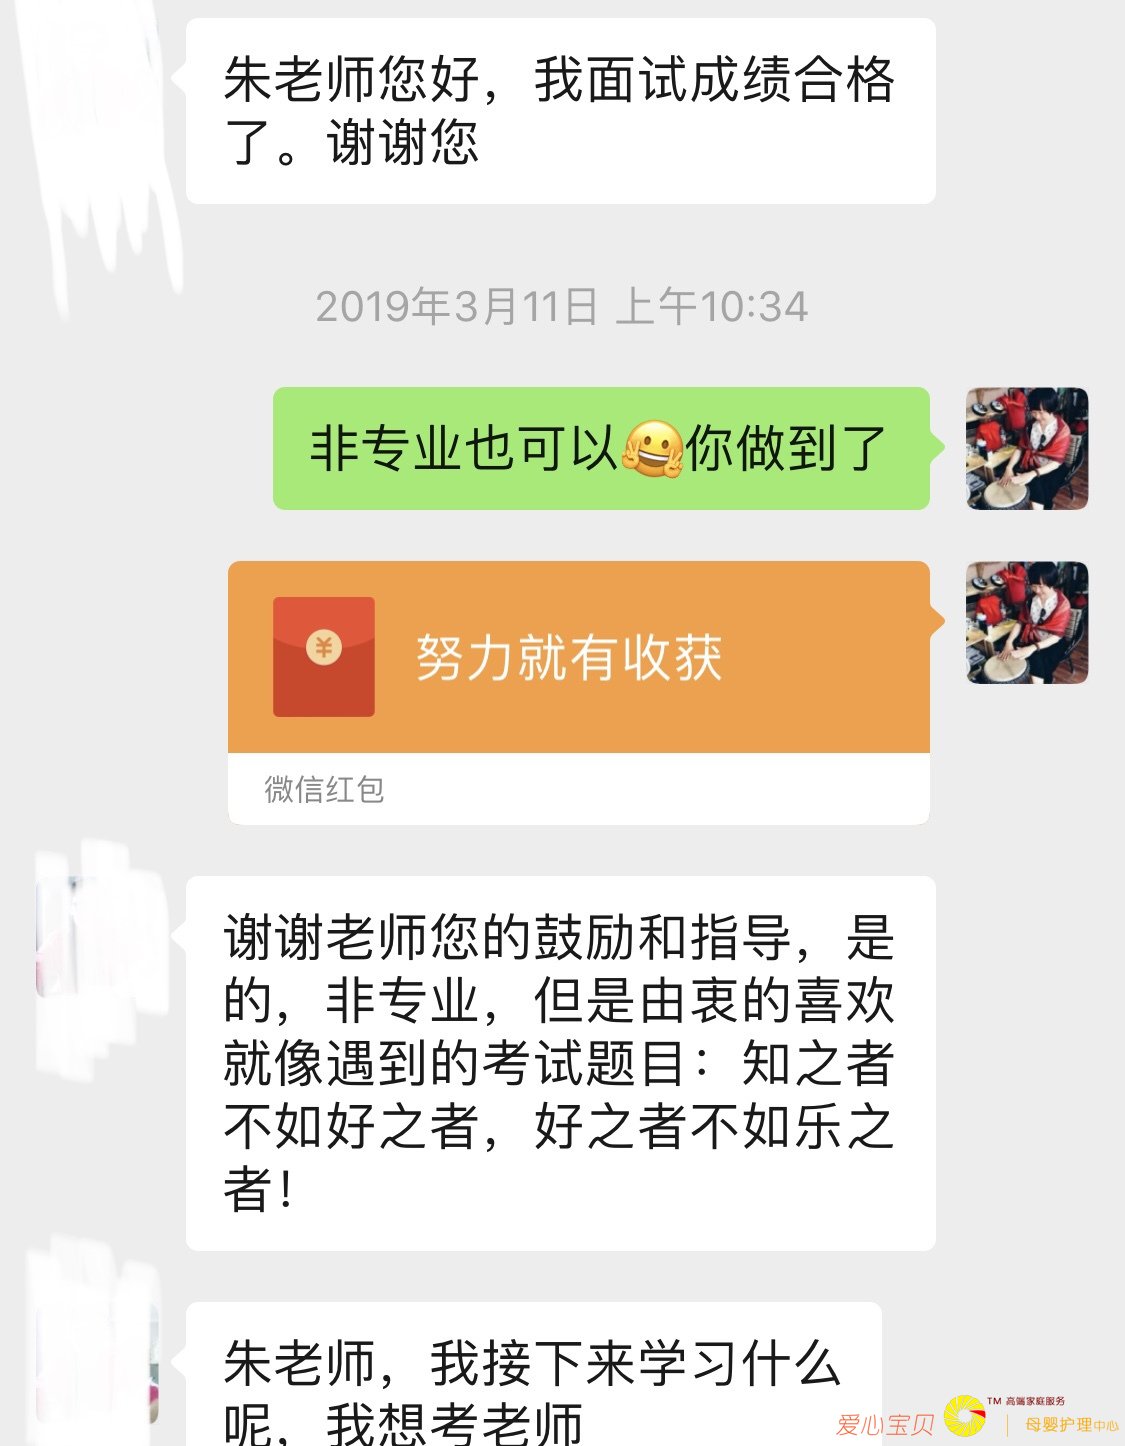 朱老师您好，我面试成绩合格
了。谢谢您
2019年3月11日 上午10:34
非专业也可以你做到了
¥
努力就有收获
微信红包
谢谢老师您的鼓励和指导，是
的，非专业，但是由衷的喜欢
就像遇到的考试题目：知之者
不如好之者，好之者不如乐之
者！
朱老师，我接下来学习什么
呢，我想考老师
爱心宝贝 TM 高端家庭服务
母婴护理中心